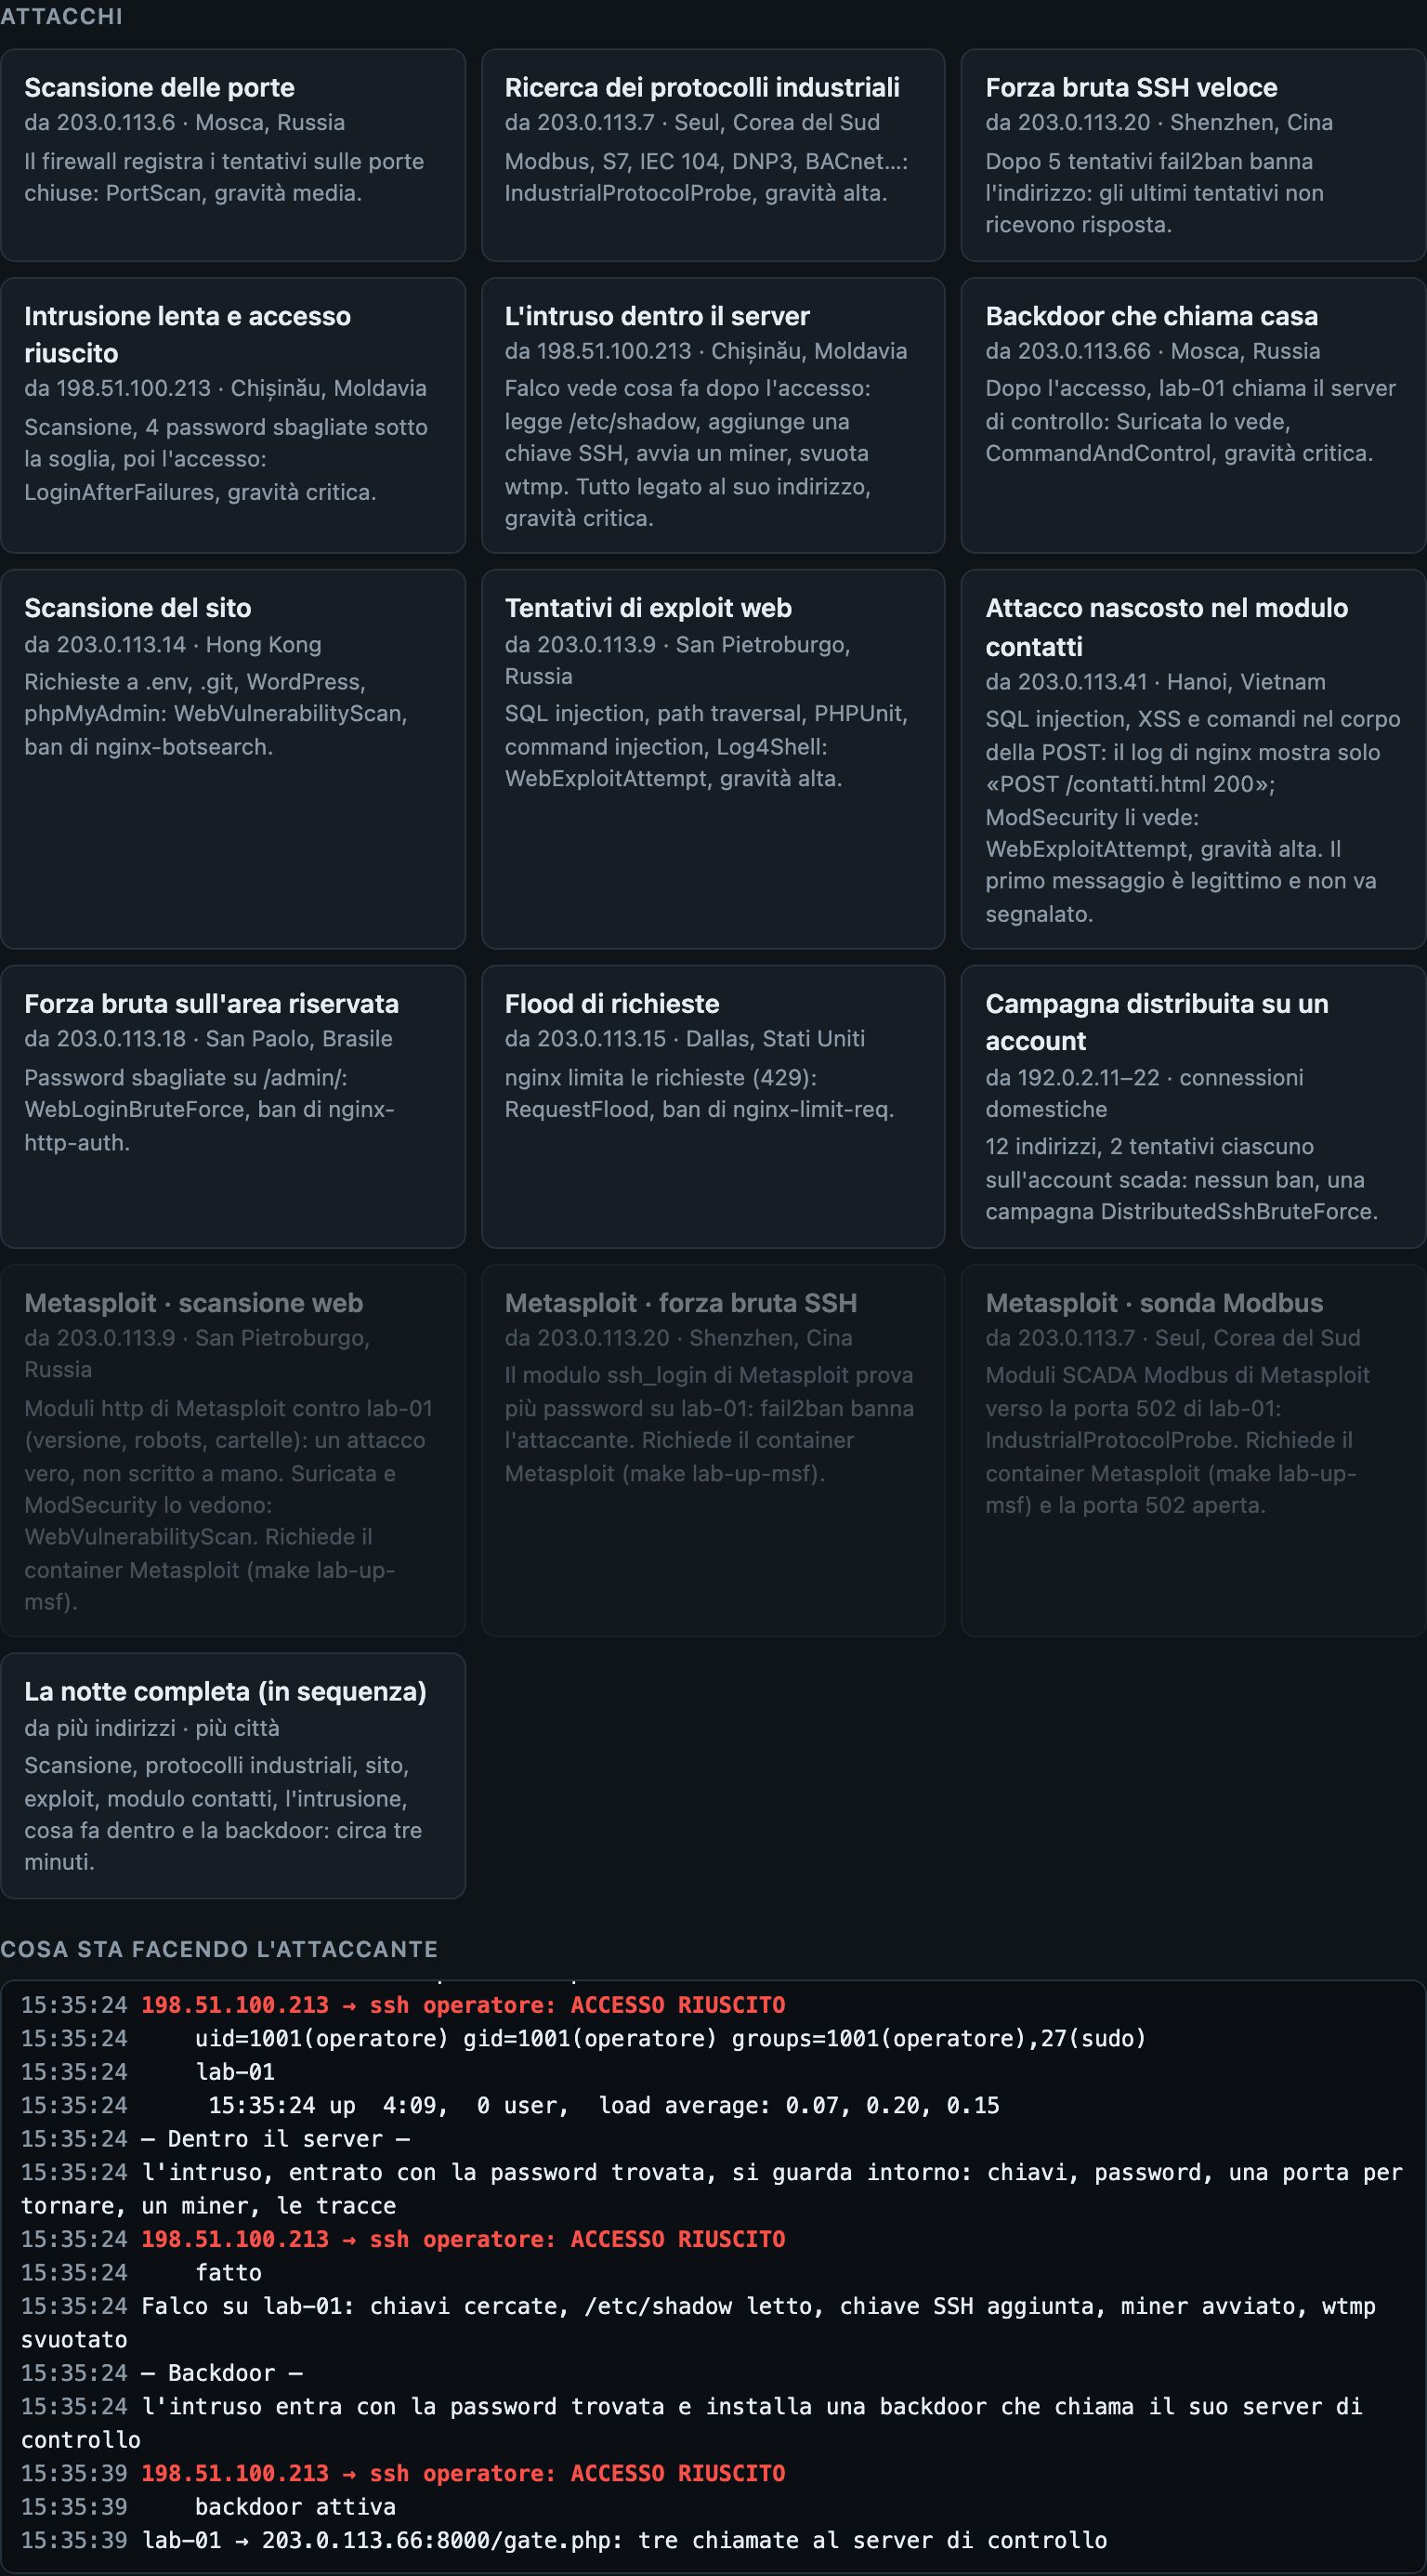 ATTACCHI
Scansione delle porte
da 203.0.113.6 · Mosca, Russia
Il firewall registra i tentativi sulle porte
chiuse: PortScan, gravità media.
Ricerca dei protocolli industriali
da 203.0.113.7 · Seul, Corea del Sud
Modbus, S7, IEC 104, DNP3, BACnet...:
IndustrialProtocolProbe, gravità alta.
Forza bruta SSH veloce
da 203.0.113.20 · Shenzhen, Cina
Dopo 5 tentativi fail2ban banna
l'indirizzo: gli ultimi tentativi non
ricevono risposta.
Intrusione lenta e accesso
riuscito
da 198.51.100.213 · Chișinău, Moldavia
Scansione, 4 password sbagliate sotto
la soglia, poi l'accesso:
LoginAfterFailures, gravità critica.
L'intruso dentro il server
da 198.51.100.213 · Chișinău, Moldavia
Falco vede cosa fa dopo l'accesso:
legge /etc/shadow, aggiunge una
chiave SSH, avvia un miner, svuota
wtmp. Tutto legato al suo indirizzo,
gravità critica.
Backdoor che chiama casa
da 203.0.113.66 · Mosca, Russia
Dopo l'accesso, lab-01 chiama il server
di controllo: Suricata lo vede,
CommandAndControl, gravità critica.
Scansione del sito
da 203.0.113.14 · Hong Kong
Richieste a .env, .git, WordPress,
phpMyAdmin: WebVulnerabilityScan,
ban di nginx-botsearch.
Tentativi di exploit web
da 203.0.113.9 · San Pietroburgo,
Russia
SQL injection, path traversal, PHPUnit,
command injection, Log4Shell:
WebExploitAttempt, gravità alta.
Attacco nascosto nel modulo
contatti
da 203.0.113.41 · Hanoi, Vietnam
SQL injection, XSS e comandi nel corpo
della POST: il log di nginx mostra solo
«POST /contatti.html 200»;
ModSecurity li vede:
WebExploitAttempt, gravità alta. Il
primo messaggio è legittimo e non va
segnalato.
Forza bruta sull'area riservata
da 203.0.113.18 · San Paolo, Brasile
Password sbagliate su /admin/:
WebLoginBruteForce, ban di nginx-
http-auth.
Flood di richieste
da 203.0.113.15 · Dallas, Stati Uniti
nginx limita le richieste (429):
RequestFlood, ban di nginx-limit-req.
Campagna distribuita su un
account
da 192.0.2.11–22 · connessioni
domestiche
12 indirizzi, 2 tentativi ciascuno
sull'account scada: nessun ban, una
campagna DistributedSshBruteForce.
Metasploit · scansione web
da 203.0.113.9 · San Pietroburgo,
Russia
Moduli http di Metasploit contro lab-01
(versione, robots, cartelle): un attacco
vero, non scritto a mano. Suricata e
ModSecurity lo vedono:
WebVulnerabilityScan. Richiede il
container Metasploit (make lab-up-
msf).
Metasploit · forza bruta SSH
da 203.0.113.20 · Shenzhen, Cina
Il modulo ssh_login di Metasploit prova
più password su lab-01: fail2ban banna
l'attaccante. Richiede il container
Metasploit (make lab-up-msf).
Metasploit · sonda Modbus
da 203.0.113.7 · Seul, Corea del Sud
Moduli SCADA Modbus di Metasploit
verso la porta 502 di lab-01:
IndustrialProtocolProbe. Richiede il
container Metasploit (make lab-up-
msf) e la porta 502 aperta.
La notte completa (in sequenza)
da più indirizzi · più città
Scansione, protocolli industriali, sito,
exploit, modulo contatti, l'intrusione,
cosa fa dentro e la backdoor: circa tre
minuti.
COSA STA FACENDO L'ATTACCANTE
15:35:24 198.51.100.213 → ssh operatore: ACCESSO RIUSCITO
15:35:24 uid=1001(operatore) gid=1001(operatore) groups=1001(operatore),27(sudo)
15:35:24 lab-01
15:35:24 15:35:24 up 4:09, 0 user, load average: 0.07, 0.20, 0.15
15:35:24 — Dentro il server —
15:35:24 l'intruso, entrato con la password trovata, si guarda intorno: chiavi, password, una porta per
tornare, un miner, le tracce
15:35:24 198.51.100.213 → ssh operatore: ACCESSO RIUSCITO
15:35:24 fatto
15:35:24 Falco su lab-01: chiavi cercate, /etc/shadow letto, chiave SSH aggiunta, miner avviato, wtmp
svuotato
15:35:24 — Backdoor —
15:35:24 l'intruso entra con la password trovata e installa una backdoor che chiama il suo server di
controllo
15:35:39 198.51.100.213 → ssh operatore: ACCESSO RIUSCITO
15:35:39 backdoor attiva
15:35:39 lab-01 → 203.0.113.66:8000/gate.php: tre chiamate al server di controllo